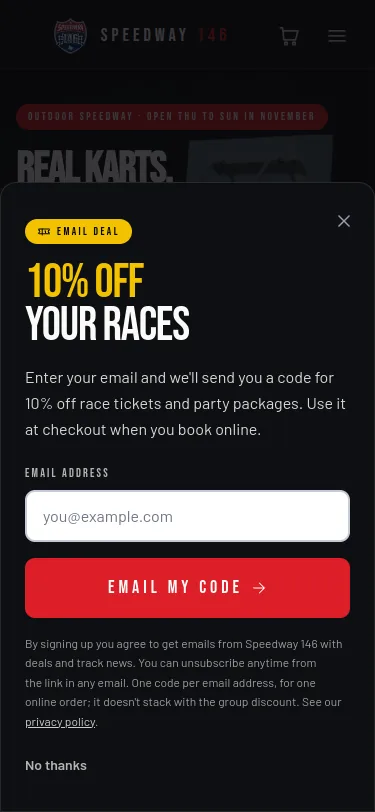 SPEEDWAY 146
OUTDOOR SPEEDWAY · OPEN THU TO SUN IN NOVEMBER
REAL KARTS.
EMAIL DEAL
10% OFF
YOUR RACES
Enter your email and we'll send you a code for
10% off race tickets and party packages. Use it
at checkout when you book online.
EMAIL ADDRESS
you@example.com
EMAIL MY CODE →
By signing up you agree to get emails from Speedway 146 with
deals and track news. You can unsubscribe anytime from
the link in any email. One code per email address, for one
online order; it doesn't stack with the group discount. See our
privacy policy.
No thanks